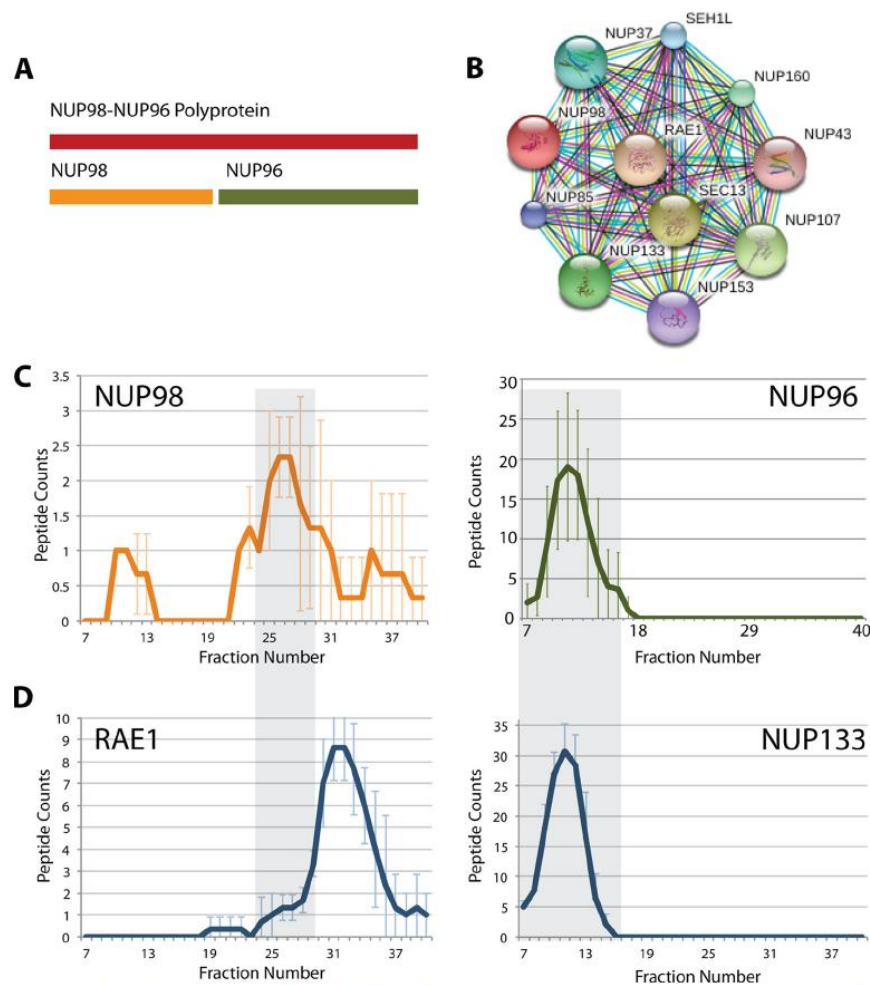 A
NUP98-NUP96 Polyprotein
NUP98
NUP96
B
SEH1L
NUP37
NUP160
NUP98
RAE1
NUP43
NUP85
SEC13
NUP107
NUP133
NUP153
C
NUP98
3.5
3
2.5
2
1.5
1
0.5
0
Peptide Counts
7 13 19 25 31 37
Fraction Number
NUP96
30
25
20
15
10
5
0
Peptide Counts
7 18 29 40
Fraction Number
D
RAE1
10
9
8
7
6
5
4
3
2
1
0
Peptide Counts
7 13 19 25 31 37
Fraction Number
NUP133
35
30
25
20
15
10
5
0
Peptide Counts
7 13 19 25 31 37
Fraction Number